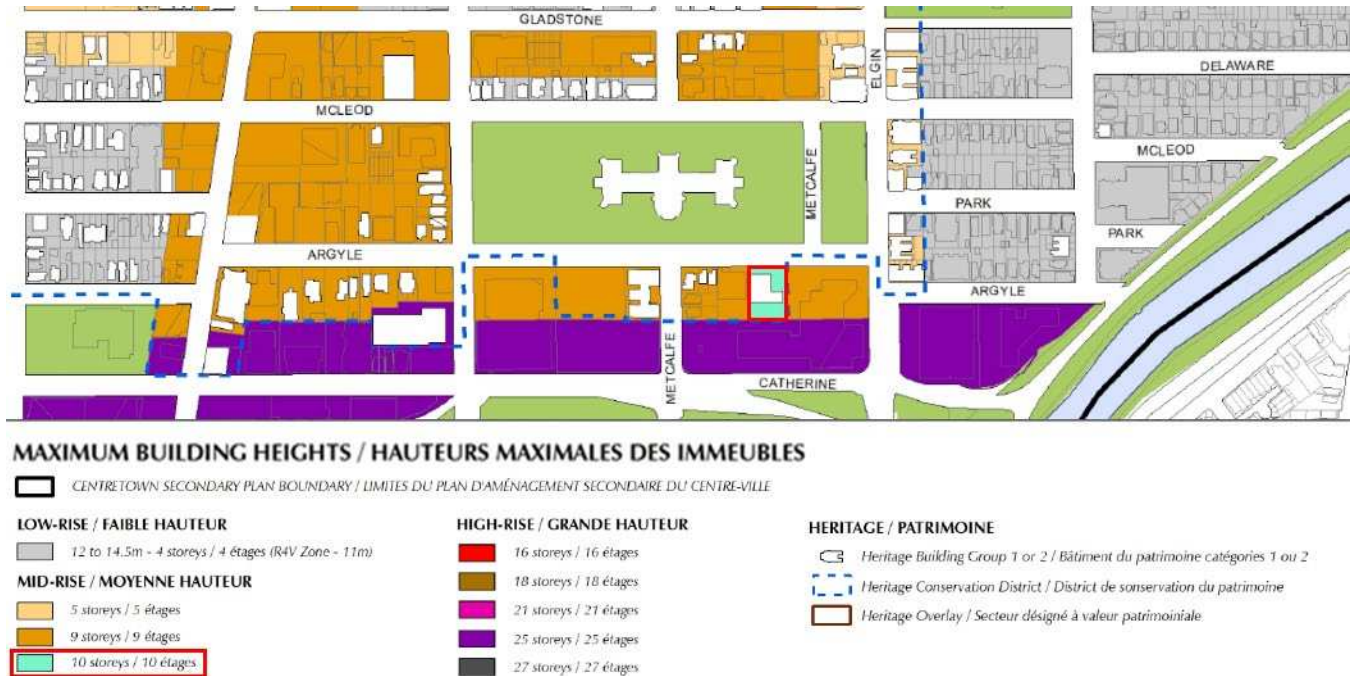 GLADSTONE
ELGIN
DELAWARE
MCLEOD
MCLEOD
METCALFE
PARK
PARK
ARGYLE
ARGYLE
METCALFE
CATHERINE
MAXIMUM BUILDING HEIGHTS / HAUTEURS MAXIMALES DES IMMEUBLES
CENTRETOWN SECONDARY PLAN BOUNDARY / LIMITES DU PLAN D'AMÉNAGEMENT SECONDAIRE DU CENTRE-VILLE
LOW-RISE / FAIBLE HAUTEUR
12 to 14.5m - 4 storeys / 4 étages (R4V Zone - 11m)
MID-RISE / MOYENNE HAUTEUR
5 storeys / 5 étages
9 storeys / 9 étages
10 storeys / 10 étages
HIGH-RISE / GRANDE HAUTEUR
16 storeys / 16 étages
18 storeys / 18 étages
21 storeys / 21 étages
25 storeys / 25 étages
27 storeys / 27 étages
HERITAGE / PATRIMOINE
Heritage Building Group 1 or 2 / Bâtiment du patrimoine catégories 1 ou 2
Heritage Conservation District / District de sonservation du patrimoine
Heritage Overlay / Secteur désigné à valeur patrimoiniale